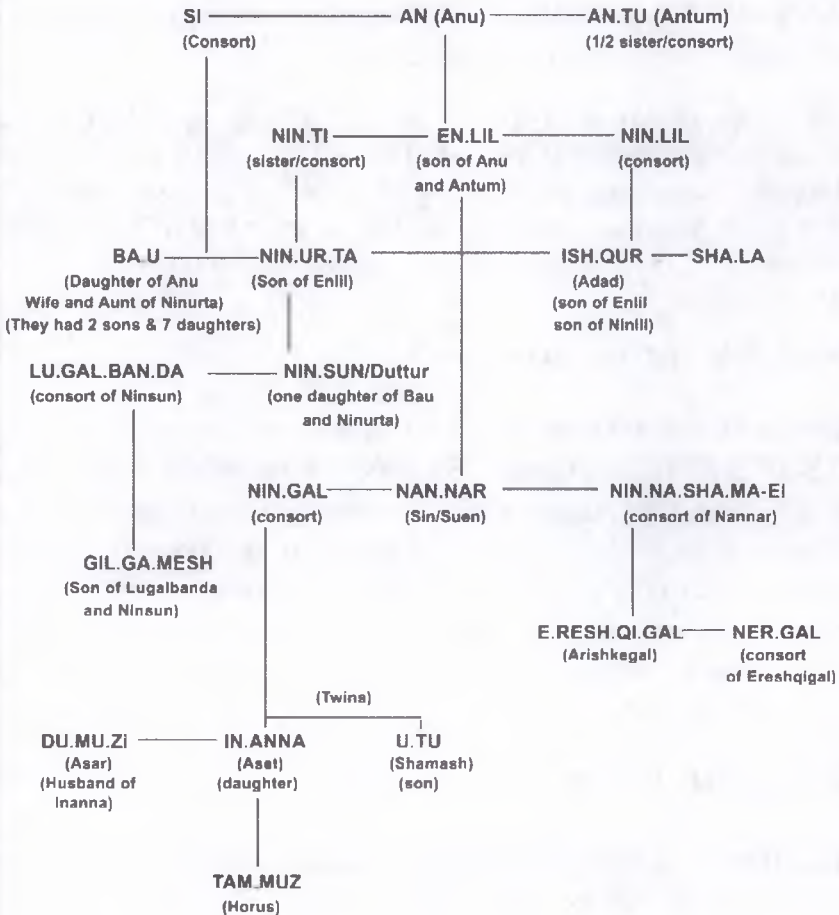 SI
AN (Anu)
AN.TU (Antum)
(Consort)
(1/2 sister/consort)
NIN.TI
EN.LIL
NIN.LIL
(sister/consort)
(son of Anu
and Antum)
(consort)
BA.U
NIN.UR.TA
ISH.QUR
SHA.LA
(Daughter of Anu
Wife and Aunt of Ninurta)
(They had 2 sons & 7 daughters)
(Son of Enlil)
(Adad)
(son of Enlil
son of Ninlil)
LU.GAL.BAN.DA
NIN.SUN/Duttur
(consort of Ninsun)
(one daughter of Bau
and Ninurta)
NIN.GAL
NAN.NAR
NIN.NA.SHA.MA-EI
(consort)
(Sin/Suen)
(consort of Nannar)
GIL.GA.MESH
(Son of Lugalbanda
and Ninsun)
E.RESH.QI.GAL
NER.GAL
(Arishkegal)
(consort
of Ereshqigal)
(Twins)
DU.MU.Zi
IN.ANNA
U.TU
(Asar)
(Husband of
Inanna)
(Aset)
(daughter)
(Shamash)
(son)
TAM.MUZ
(Horus)